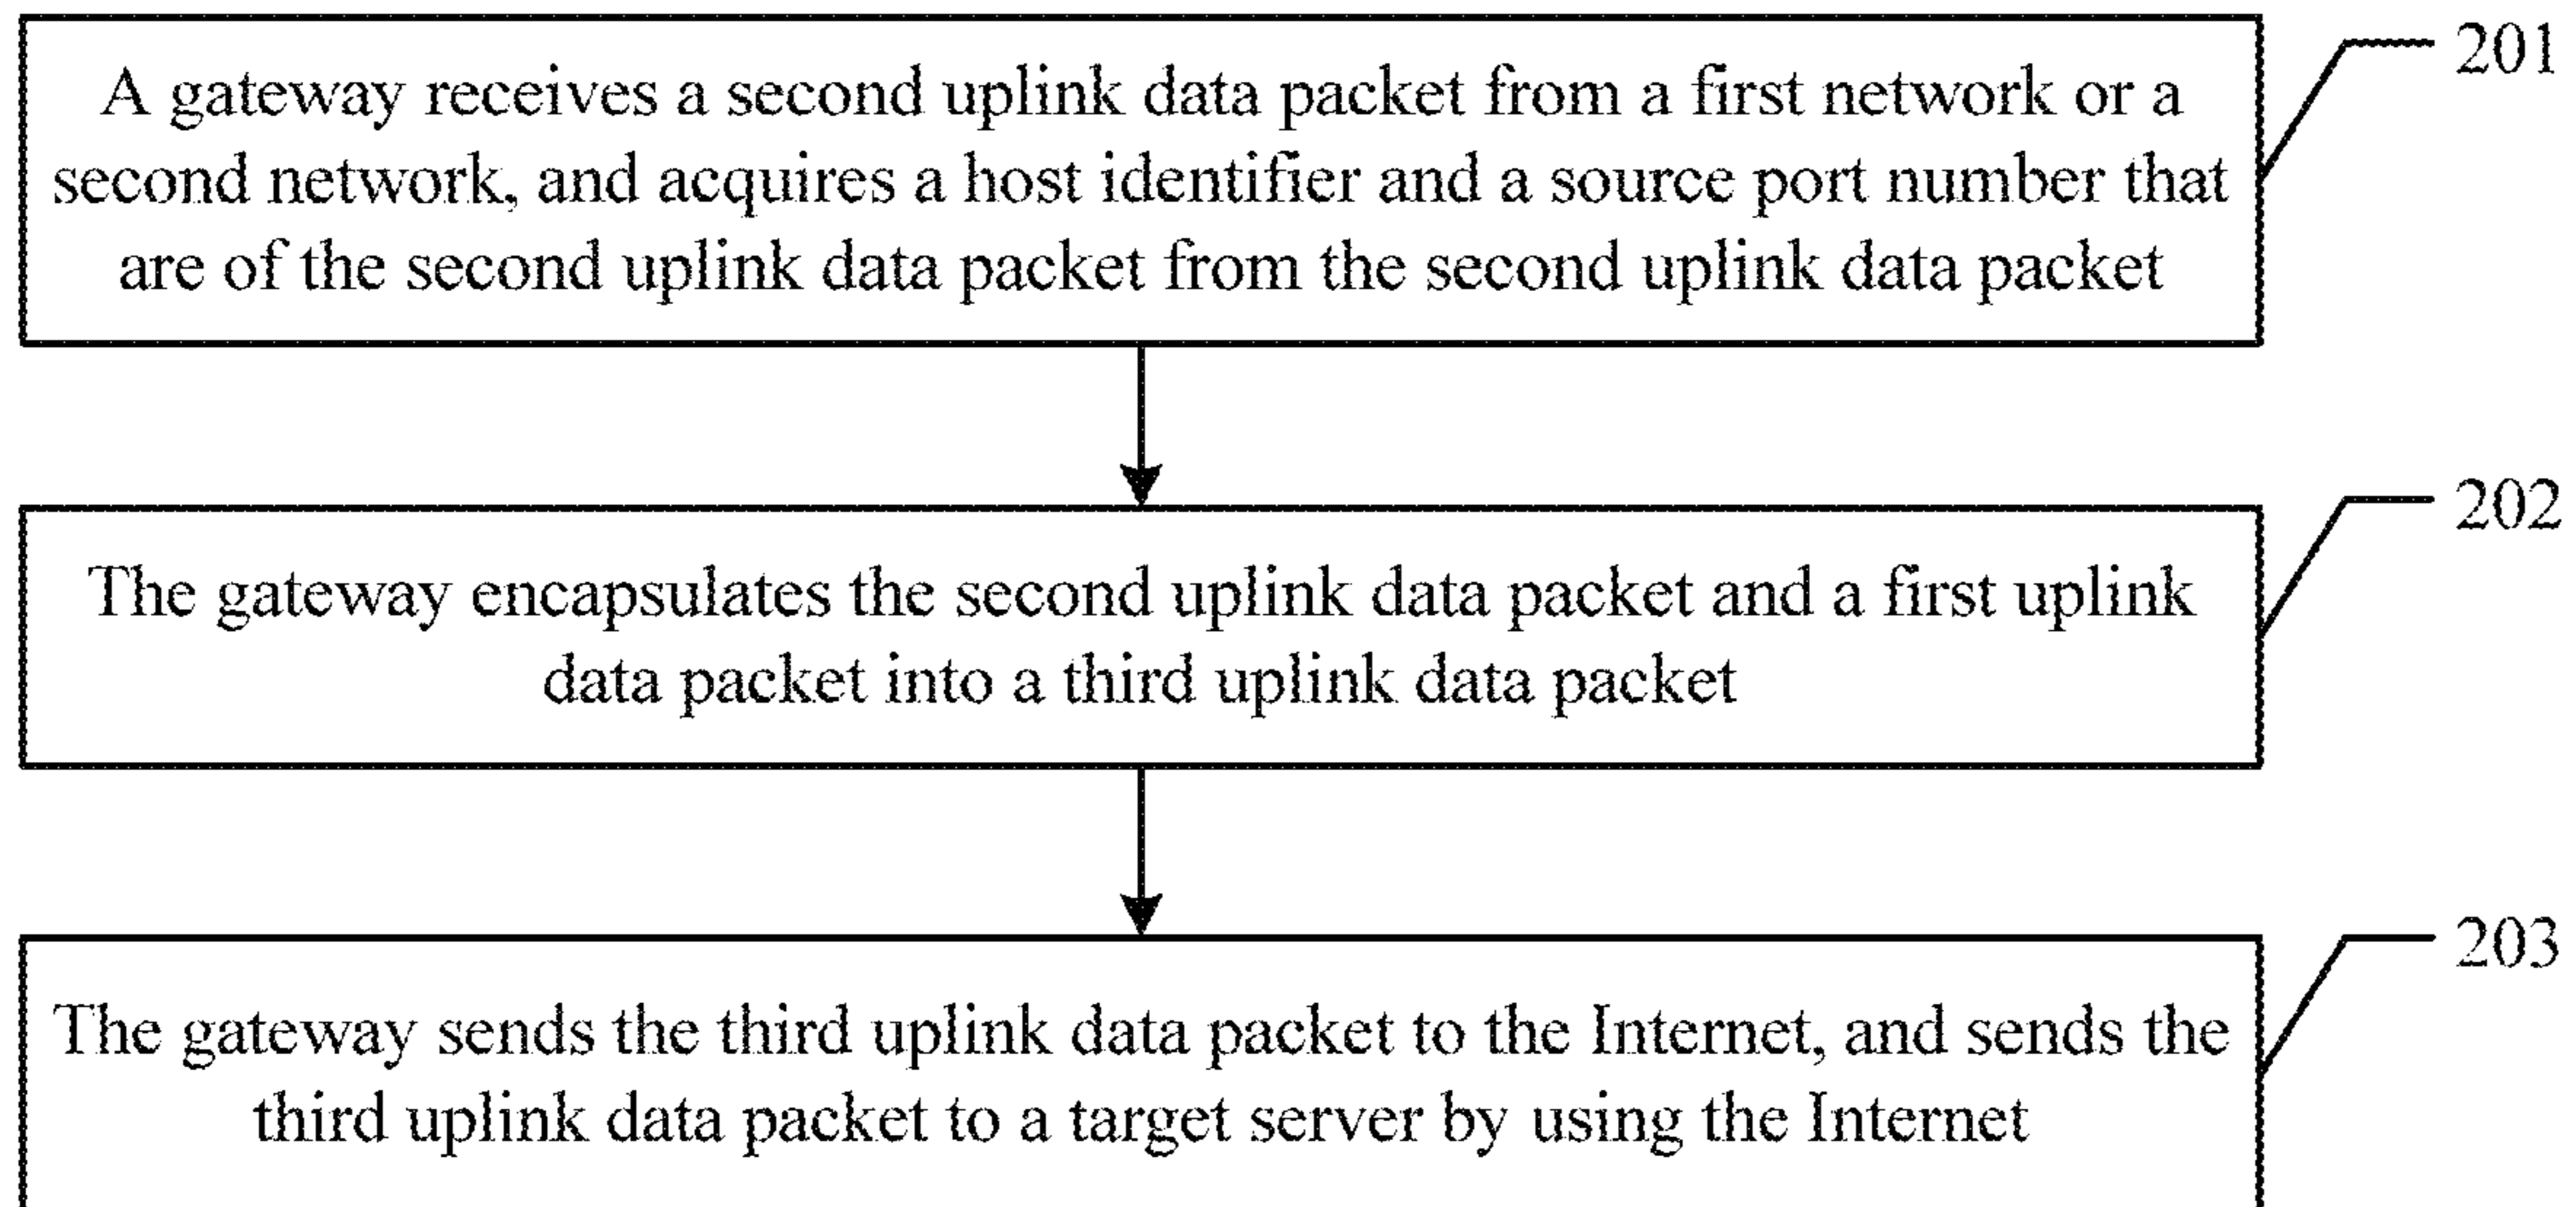 A gateway receives a second uplink data packet from a first network or a
second network, and acquires a host identifier and a source port number that
are of the second uplink data packet from the second uplink data packet
201
The gateway encapsulates the second uplink data packet and a first uplink
data packet into a third uplink data packet
202
The gateway sends the third uplink data packet to the Internet, and sends the
third uplink data packet to a target server by using the Internet
203